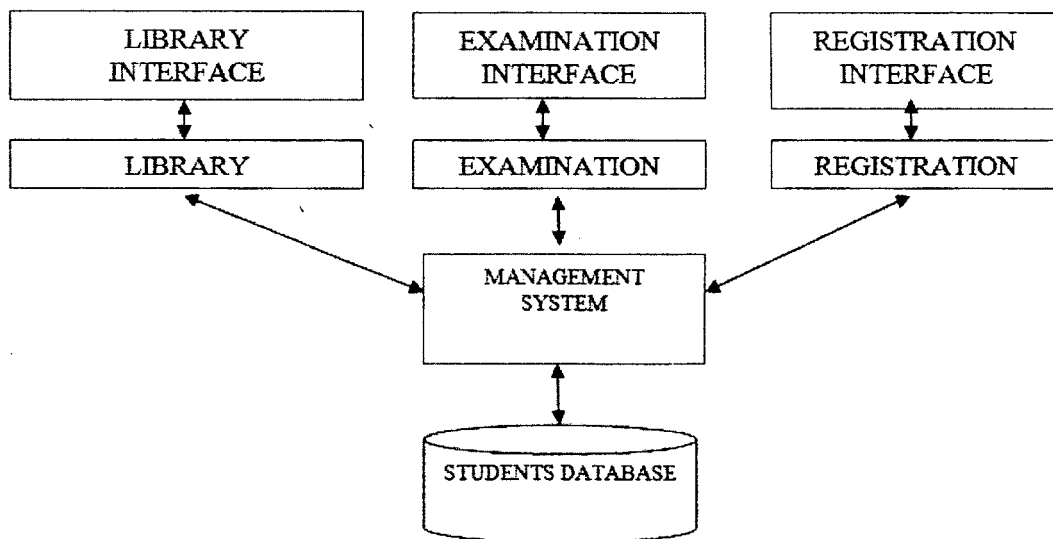 LIBRARY
INTERFACE
EXAMINATION
INTERFACE
REGISTRATION
INTERFACE
LIBRARY
EXAMINATION
REGISTRATION
MANAGEMENT
SYSTEM
STUDENTS DATABASE